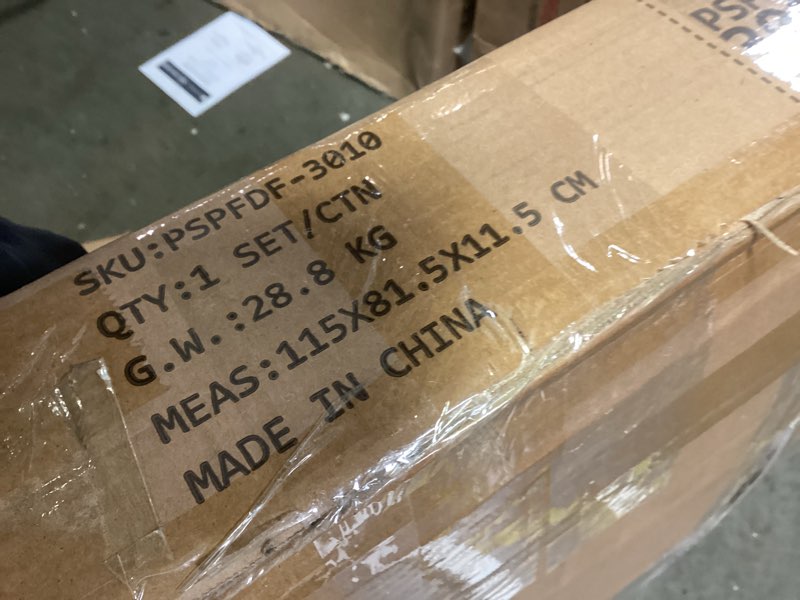 SKU:PSPFDF-3010
QTY:1 SET/CTN
G.W.:28.8 KG
MEAS:115X81.5X11.5 CM
MADE IN CHINA